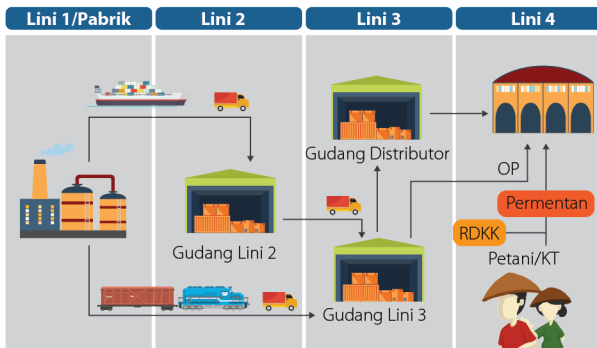 Lini 1/Pabrik
Lini 2
Lini 3
Lini 4
Gudang Distributor
OP
Permentan
RDKK
Gudang Lini 2
Petani/KT
Gudang Lini 3